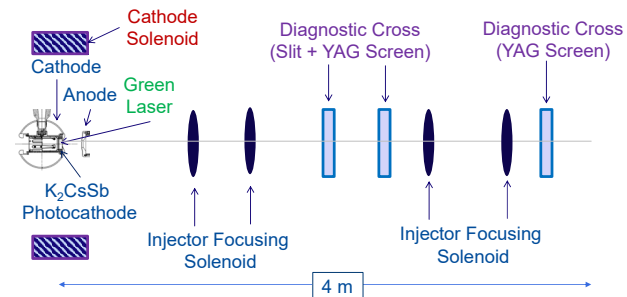 Cathode
Solenoid
Diagnostic Cross
(Slit + YAG Screen)
Diagnostic Cross
(YAG Screen)
Cathode
Anode
Green
Laser
K₂CsSb
Photocathode
Injector Focusing
Solenoid
Injector Focusing
Solenoid
4 m